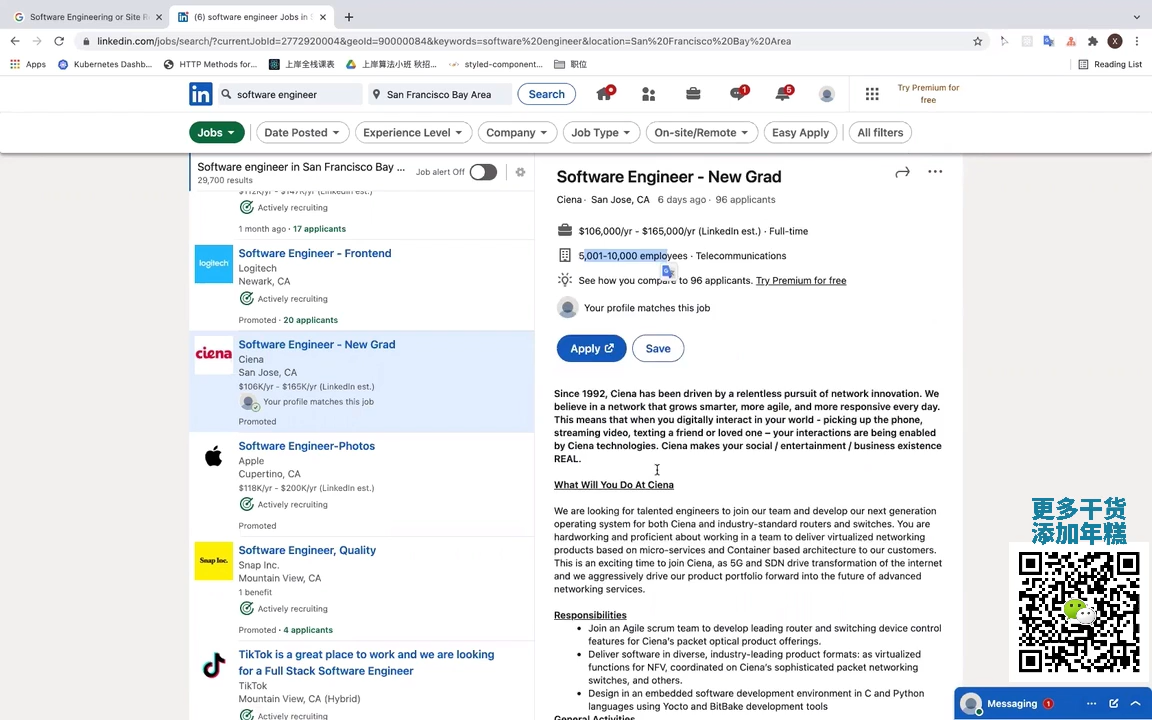 Software Engineering or Site R
(6) software engineer Jobs in S
linkedin.com/jobs/search/?currentJobId=2772920004&geoId=90000084&keywords=software%20engineer&location=San%20Francisco%20Bay%20Area
Apps
Kubernetes Dashb...
HTTP Methods for...
上岸全栈课表
上岸算法小班 秋招...
styled-component...
职位
Reading List
software engineer
San Francisco Bay Area
Search
1
5
Try Premium for
free
Jobs
Date Posted
Experience Level
Company
Job Type
On-site/Remote
Easy Apply
All filters
Software engineer in San Francisco Bay ...
29,700 results
Job alert Off
$112K/yr - $147K/yr (LinkedIn est.)
Actively recruiting
1 month ago · 17 applicants
logitech
Software Engineer - Frontend
Logitech
Newark, CA
Actively recruiting
Promoted · 20 applicants
ciena
Software Engineer - New Grad
Ciena
San Jose, CA
$106K/yr - $165K/yr (LinkedIn est.)
Your profile matches this job
Promoted
Software Engineer-Photos
Apple
Cupertino, CA
$118K/yr - $200K/yr (LinkedIn est.)
Actively recruiting
Promoted
Snap Inc.
Software Engineer, Quality
Snap Inc.
Mountain View, CA
1 benefit
Actively recruiting
Promoted · 4 applicants
TikTok is a great place to work and we are looking
for a Full Stack Software Engineer
TikTok
Mountain View, CA (Hybrid)
Actively recruiting
Software Engineer - New Grad
Ciena · San Jose, CA 6 days ago · 96 applicants
$106,000/yr - $165,000/yr (LinkedIn est.) · Full-time
5,001-10,000 employees · Telecommunications
See how you compare to 96 applicants. Try Premium for free
Your profile matches this job
Apply
Save
Since 1992, Ciena has been driven by a relentless pursuit of network innovation. We
believe in a network that grows smarter, more agile, and more responsive every day.
This means that when you digitally interact in your world - picking up the phone,
streaming video, texting a friend or loved one – your interactions are being enabled
by Ciena technologies. Ciena makes your social / entertainment / business existence
REAL.
What Will You Do At Ciena
We are looking for talented engineers to join our team and develop our next generation
operating system for both Ciena and industry-standard routers and switches. You are
hardworking and proficient about working in a team to deliver virtualized networking
products based on micro-services and Container based architecture to our customers.
This is an exciting time to join Ciena, as 5G and SDN drive transformation of the internet
and we aggressively drive our product portfolio forward into the future of advanced
networking services.
Responsibilities
• Join an Agile scrum team to develop leading router and switching device control
features for Ciena's packet optical product offerings.
• Deliver software in diverse, industry-leading product formats: as virtualized
functions for NFV, coordinated on Ciena's sophisticated packet networking
switches, and others.
• Design in an embedded software development environment in C and Python
languages using Yocto and BitBake development tools
General Activities
更多干货
添加年糕
Messaging 1